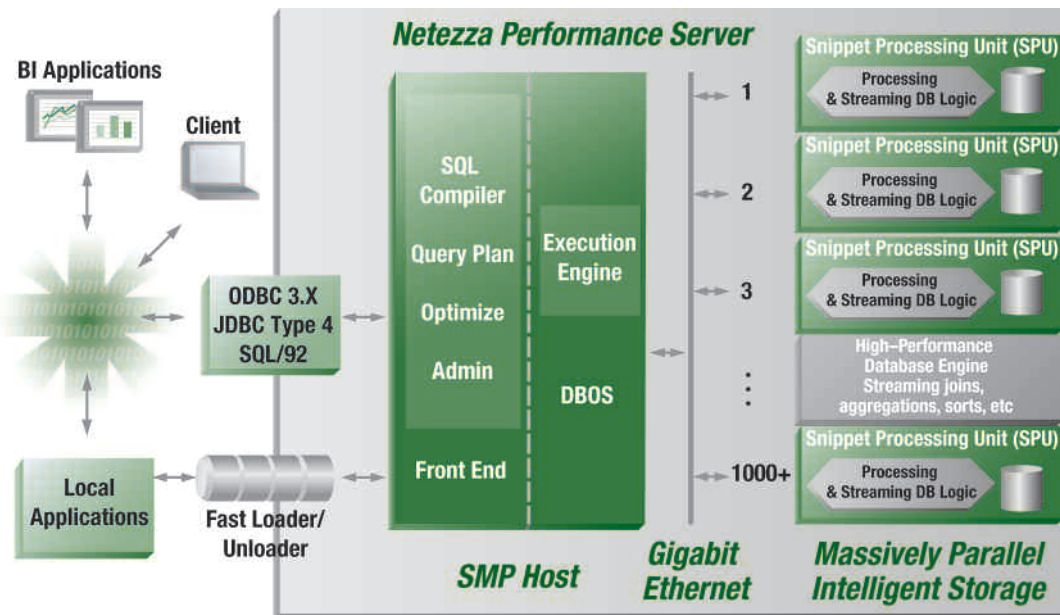 Netezza Performance Server
BI Applications
Client
ODBC 3.X
JDBC Type 4
SQL/92
Local
Applications
Fast Loader/
Unloader
SQL
Compiler
Query Plan
Optimize
Admin
Front End
Execution
Engine
DBOS
SMP Host
1
2
3
1000+
Gigabit
Ethernet
Snippet Processing Unit (SPU)
Processing
& Streaming DB Logic
Snippet Processing Unit (SPU)
Processing
& Streaming DB Logic
Snippet Processing Unit (SPU)
Processing
& Streaming DB Logic
High–Performance
Database Engine
Streaming joins,
aggregations, sorts, etc
Snippet Processing Unit (SPU)
Processing
& Streaming DB Logic
Massively Parallel
Intelligent Storage